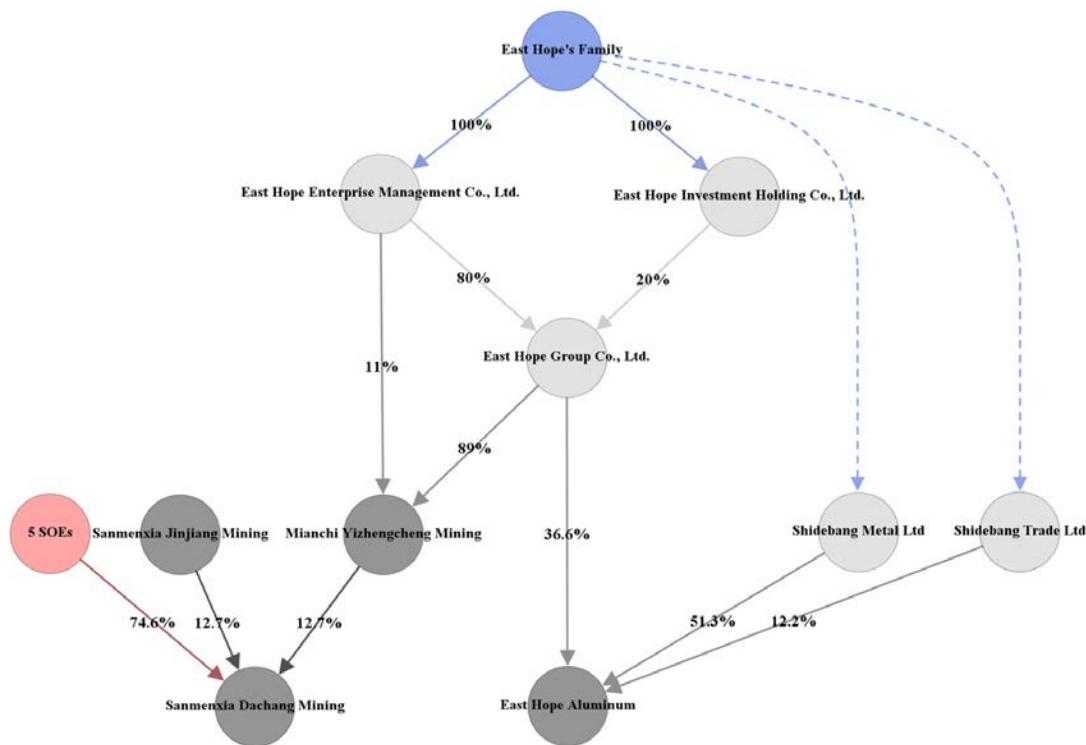 East Hope's Family
100%
100%
East Hope Enterprise Management Co., Ltd.
East Hope Investment Holding Co., Ltd.
80%
20%
East Hope Group Co., Ltd.
11%
89%
5 SOEs
Sanmenxia Jinjiang Mining
Mianchi Yizhengcheng Mining
36.6%
Shidebang Metal Ltd
Shidebang Trade Ltd
74.6%
12.7%
12.7%
51.3%
12.2%
Sanmenxia Dachang Mining
East Hope Aluminum